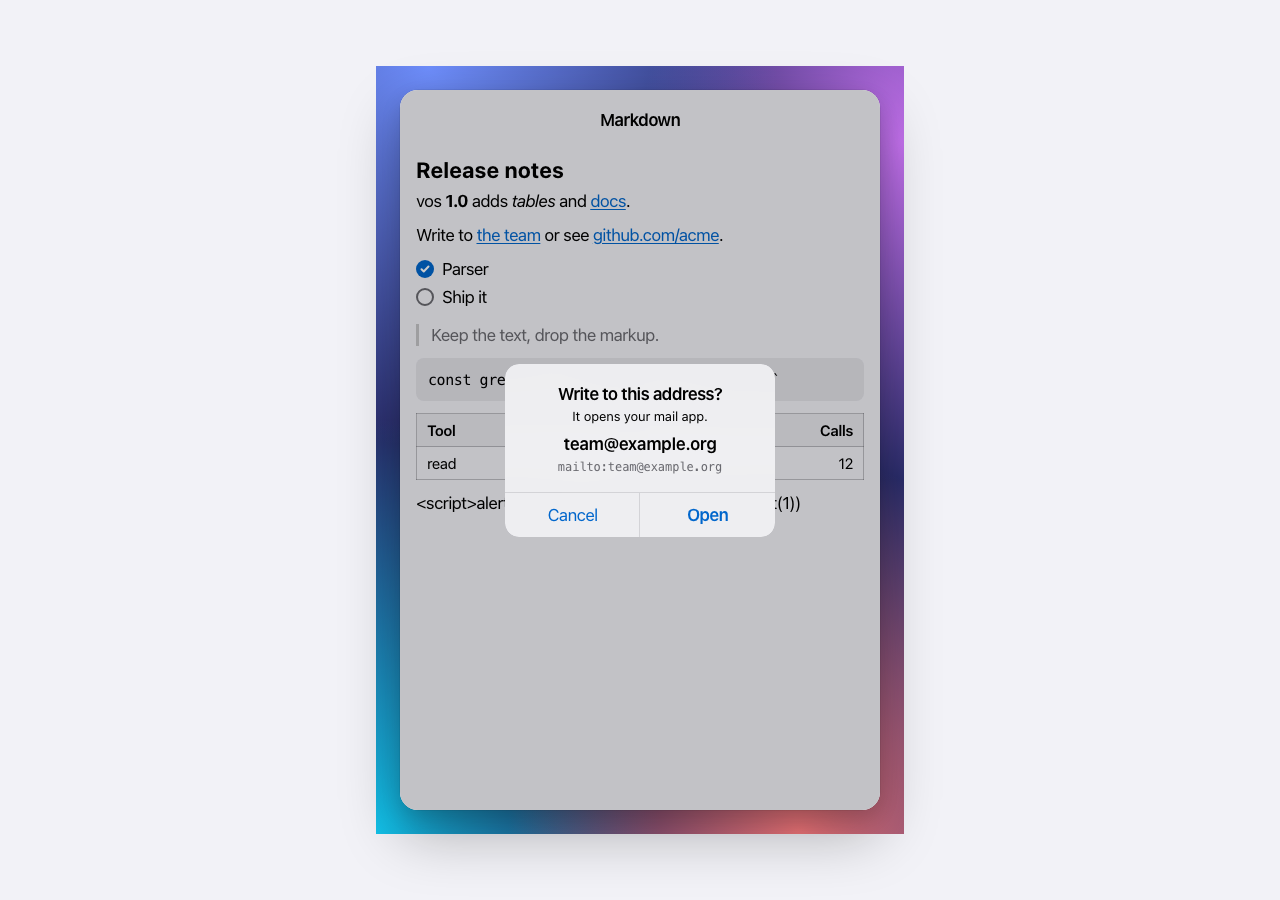 Markdown
Release notes
vos 1.0 adds tables and docs.
Write to the team or see github.com/acme.
Parser
Ship it
Keep the text, drop the markup.
const gre
Write to this address?
It opens your mail app.
team@example.org
mailto:team@example.org
Cancel
Open
Tool
Calls
read
12
<script>aler
(1))